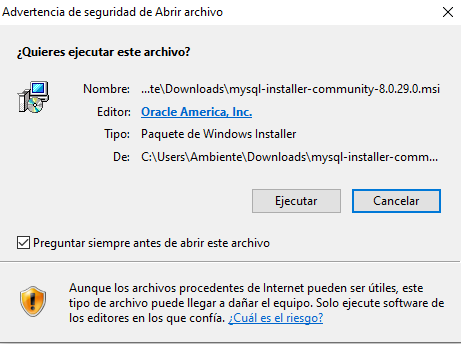 Advertencia de seguridad de Abrir archivo
¿Quieres ejecutar este archivo?
Nombre: ...te\Downloads\mysql-installer-community-8.0.29.0.msi
Editor: Oracle America, Inc.
Tipo: Paquete de Windows Installer
De: C:\Users\Ambiente\Downloads\mysql-installer-comm...
Ejecutar Cancelar
Preguntar siempre antes de abrir este archivo
Aunque los archivos procedentes de Internet pueden ser útiles, este
tipo de archivo puede llegar a dañar el equipo. Solo ejecute software de
los editores en los que confía. ¿Cuál es el riesgo?